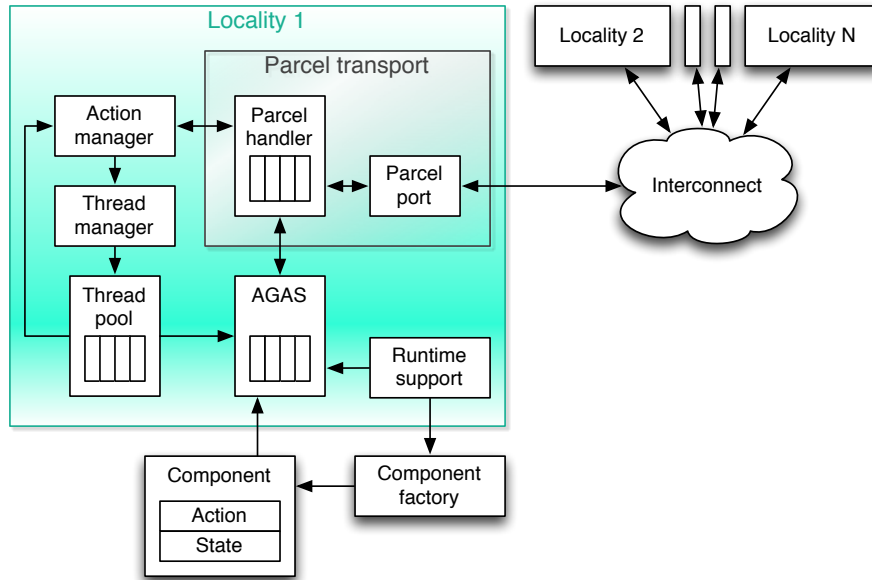 Locality 1
Locality 2
Locality N
Parcel transport
Action
manager
Parcel
handler
Parcel
port
Interconnect
Thread
manager
Thread
pool
AGAS
Runtime
support
Component
Action
State
Component
factory